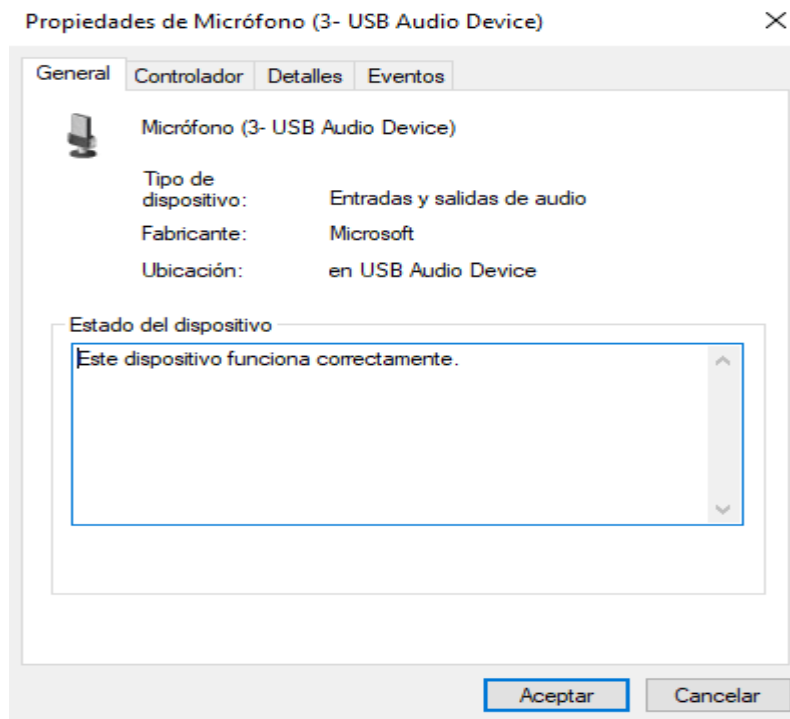 Propiedades de Micrófono (3- USB Audio Device)
General Controlador Detalles Eventos
Micrófono (3- USB Audio Device)
Tipo de
dispositivo: Entradas y salidas de audio
Fabricante: Microsoft
Ubicación: en USB Audio Device
Estado del dispositivo
Este dispositivo funciona correctamente.
Aceptar Cancelar